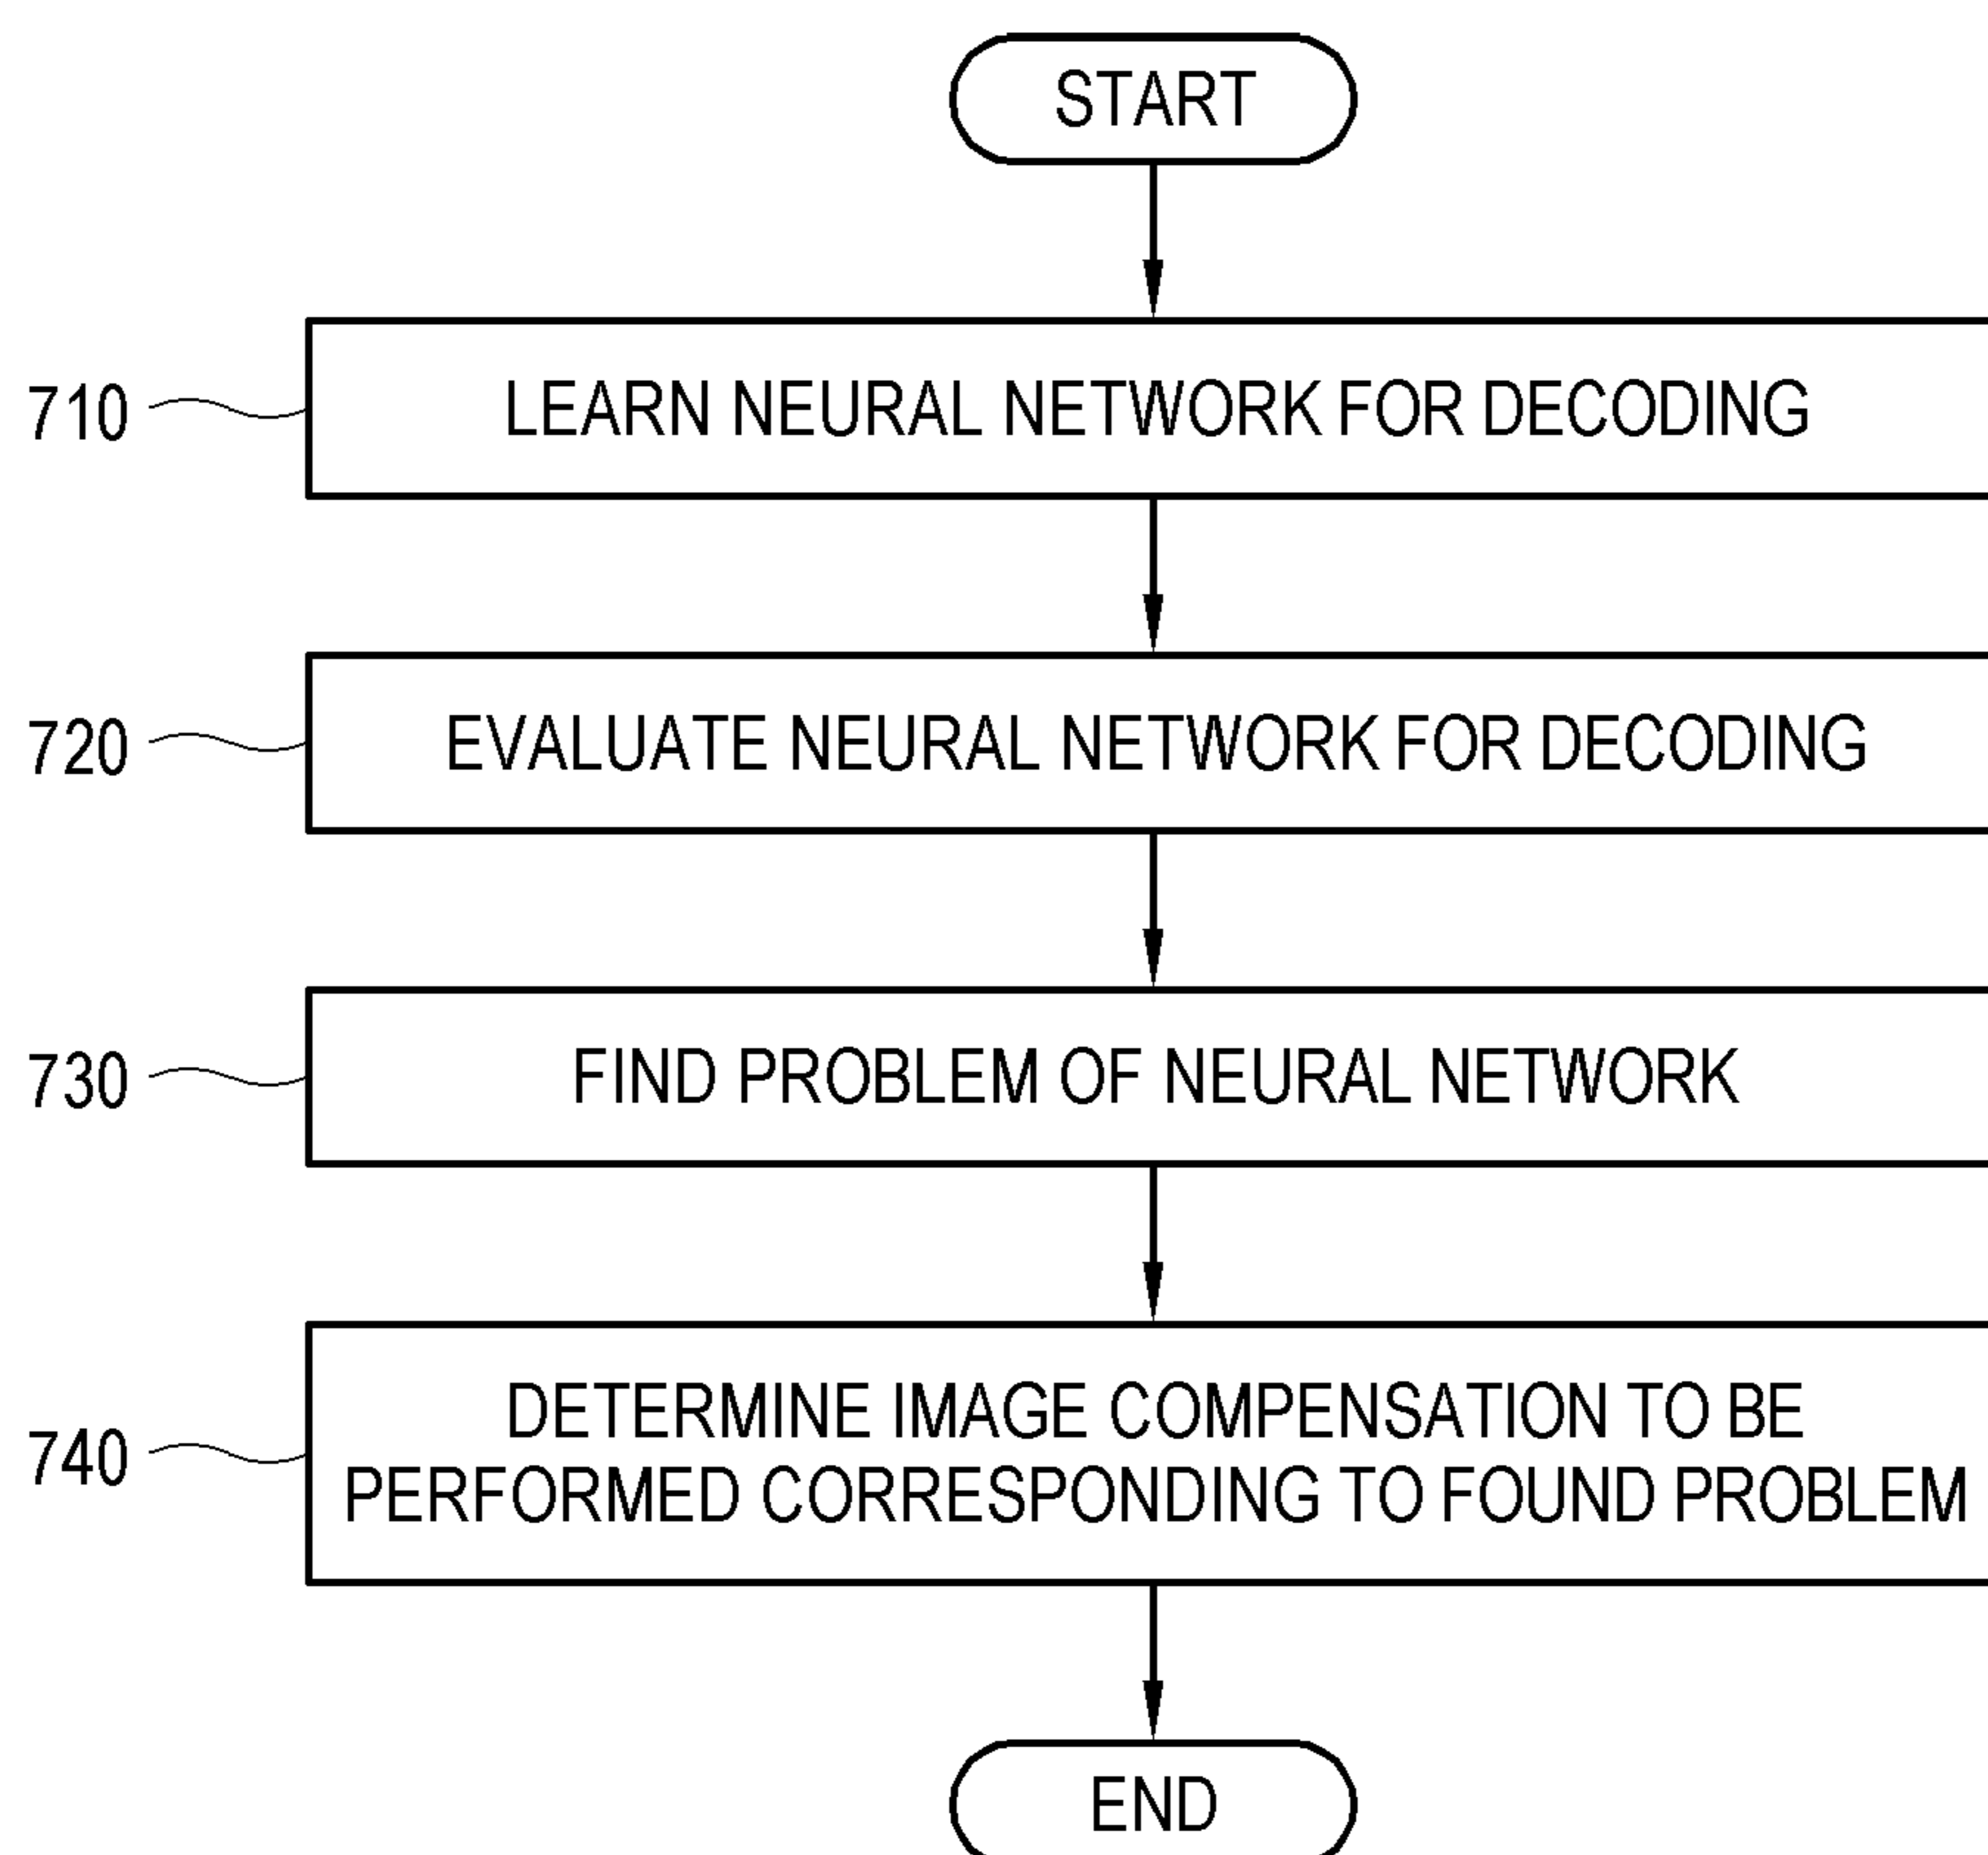 START
710
LEARN NEURAL NETWORK FOR DECODING
720
EVALUATE NEURAL NETWORK FOR DECODING
730
FIND PROBLEM OF NEURAL NETWORK
740
DETERMINE IMAGE COMPENSATION TO BE
PERFORMED CORRESPONDING TO FOUND PROBLEM
END